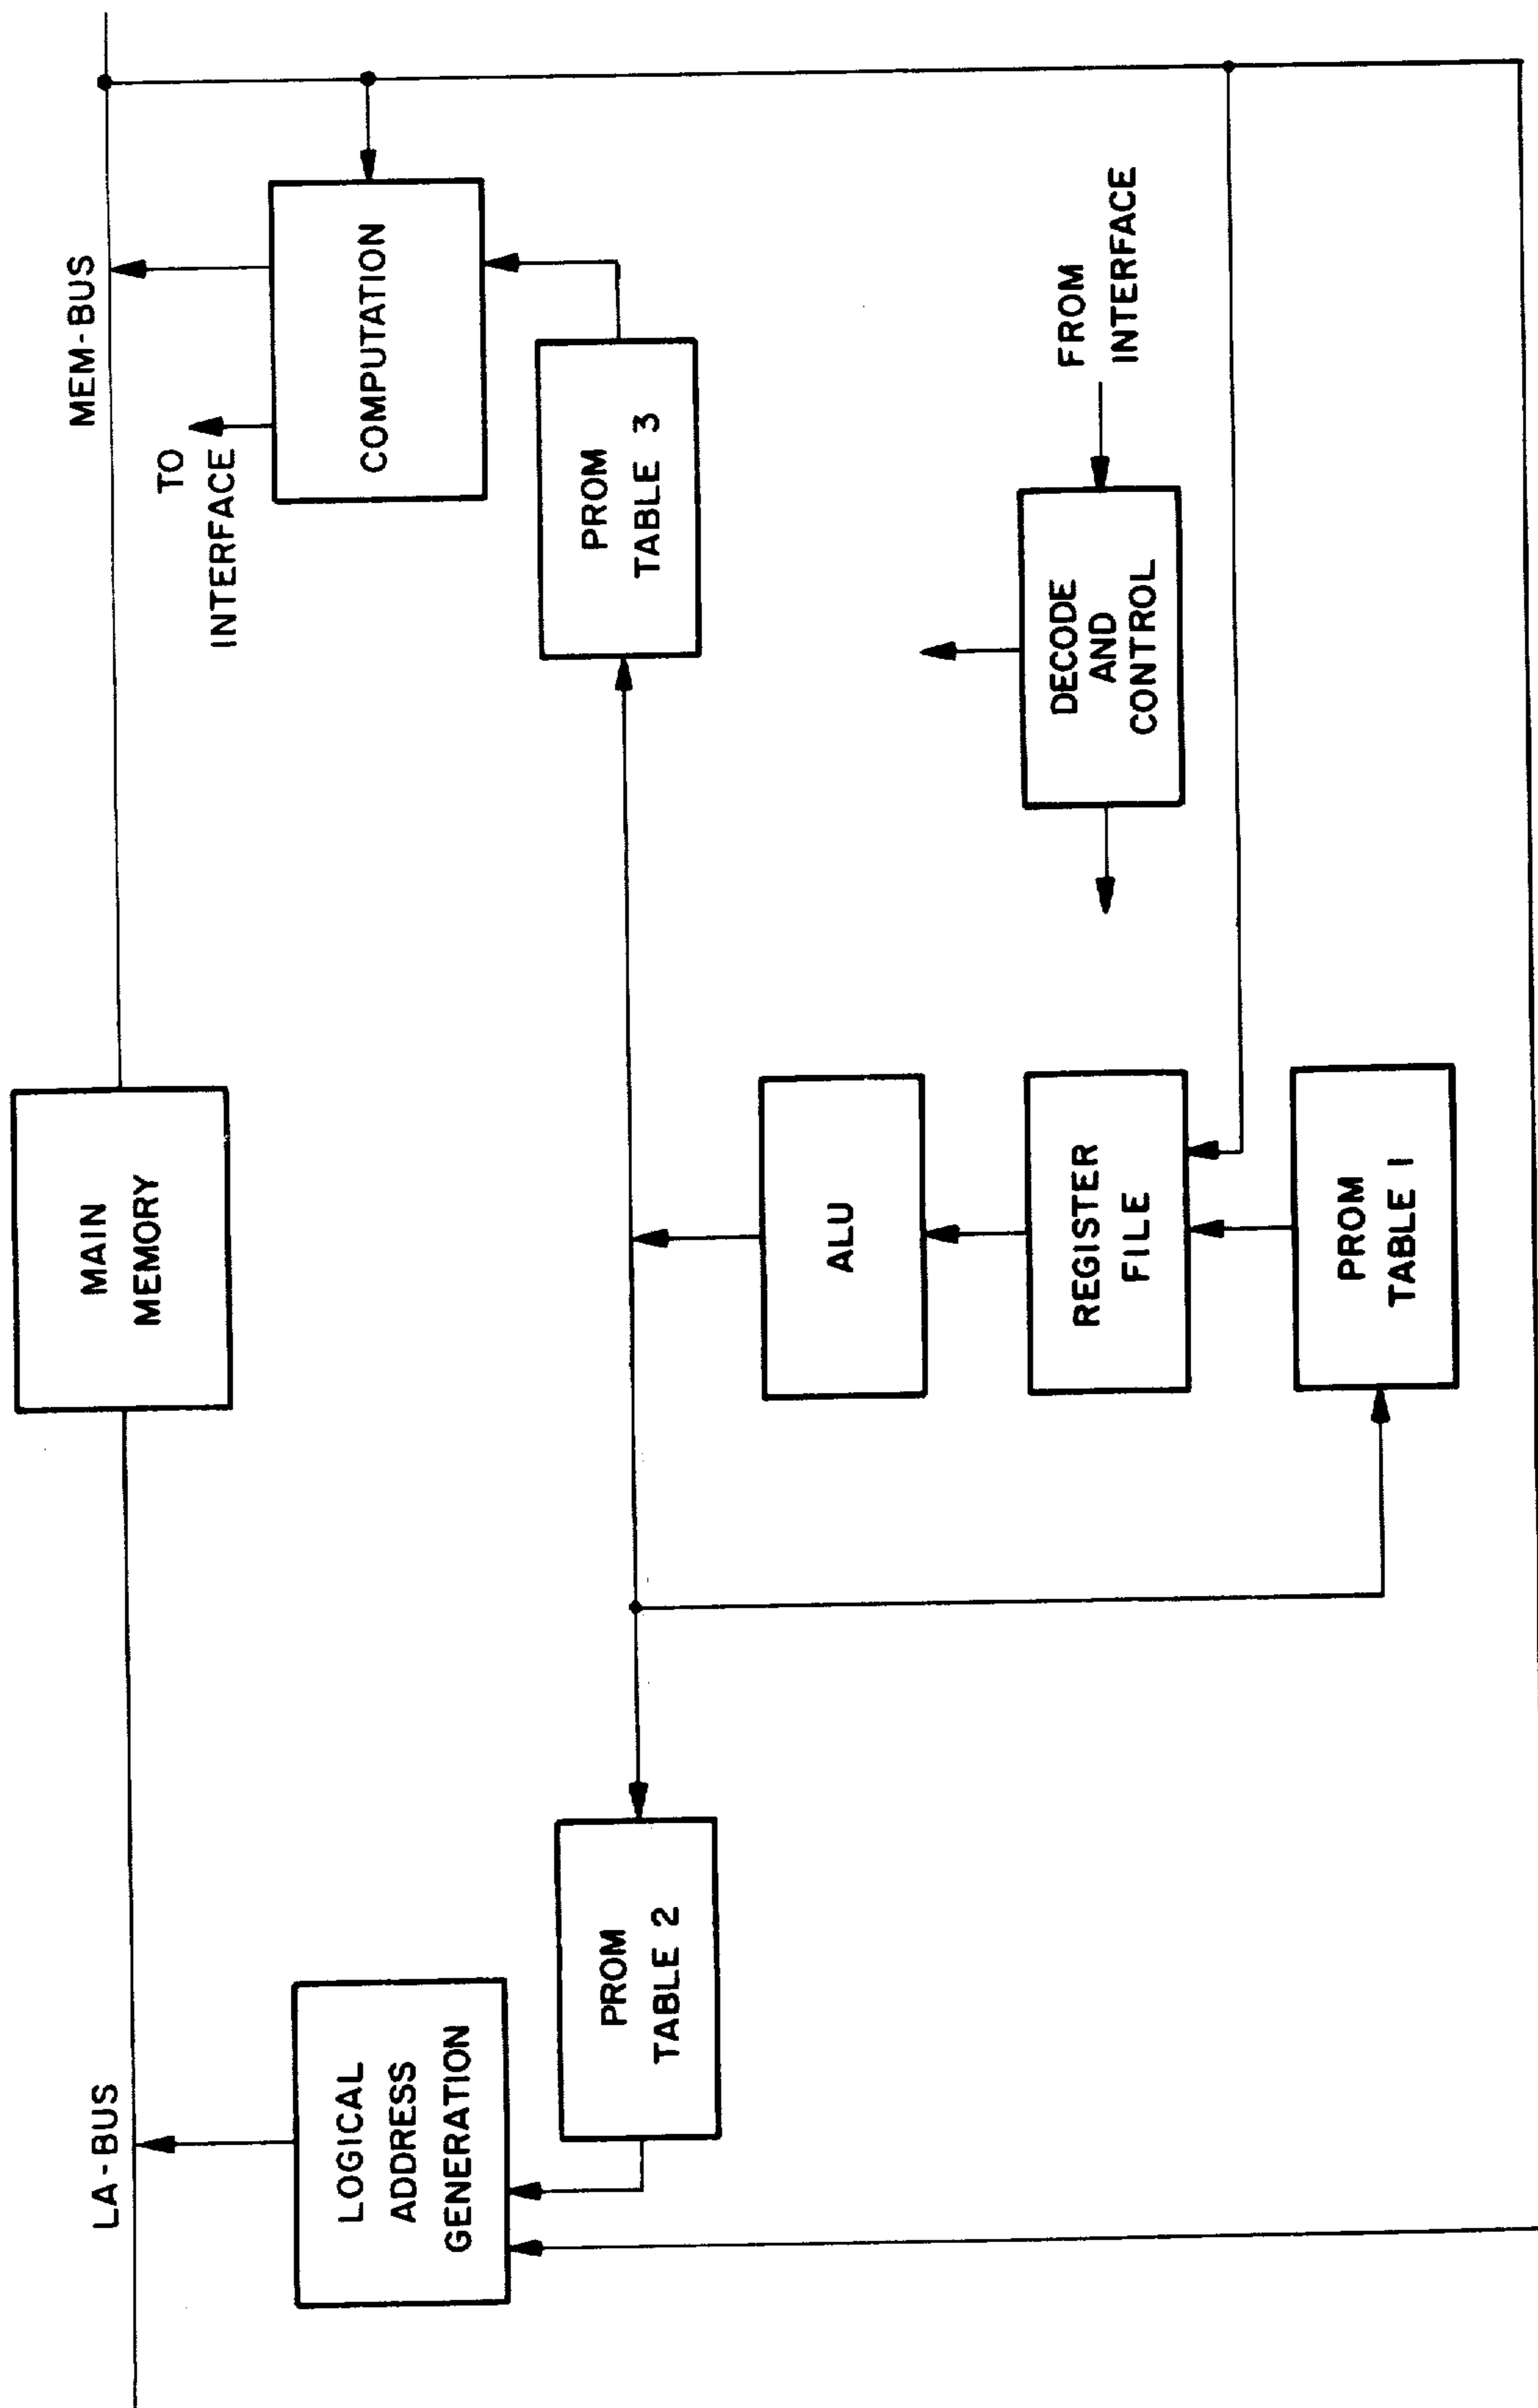 LA-BUS
MEM-BUS
MAIN
MEMORY
TO
INTERFACE
LOGICAL
ADDRESS
GENERATION
COMPUTATION
PROM
TABLE 2
PROM
TABLE 3
ALU
REGISTER
FILE
DECODE
AND
CONTROL
FROM
INTERFACE
PROM
TABLE 1